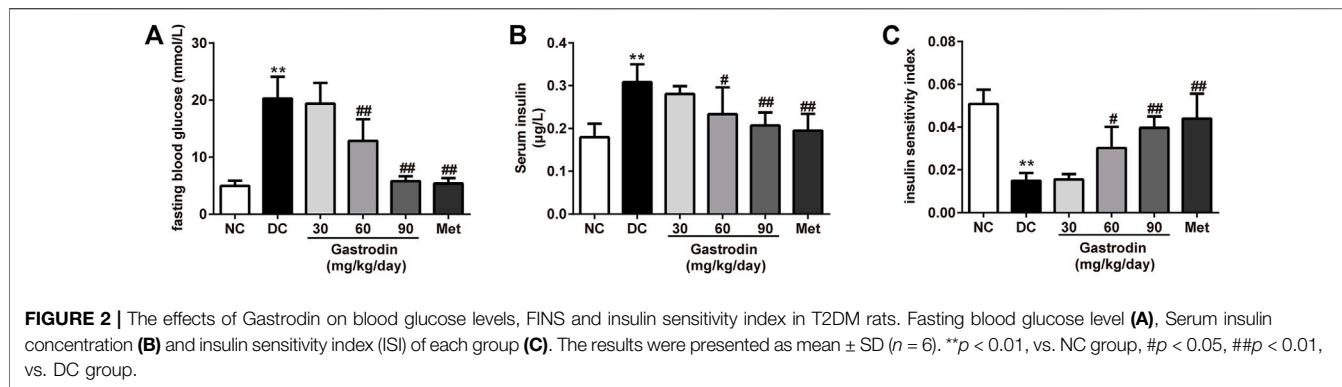 A
fasting blood glucose (mmol/L)
30
20
10
0
**
##
##
##
NC DC 30 60 90 Met
Gastrodin
(mg/kg/day)
B
Serum insulin
(μg/L)
0.4
0.3
0.2
0.1
0.0
**
#
##
##
NC DC 30 60 90 Met
Gastrodin
(mg/kg/day)
C
insulin sensitivity index
0.08
0.06
0.04
0.02
0.00
**
#
##
##
NC DC 30 60 90 Met
Gastrodin
(mg/kg/day)
FIGURE 2 | The effects of Gastrodin on blood glucose levels, FINS and insulin sensitivity index in T2DM rats. Fasting blood glucose level (A), Serum insulin
concentration (B) and insulin sensitivity index (ISI) of each group (C). The results were presented as mean ± SD (n = 6). **p < 0.01, vs. NC group, #p < 0.05, ##p < 0.01,
vs. DC group.